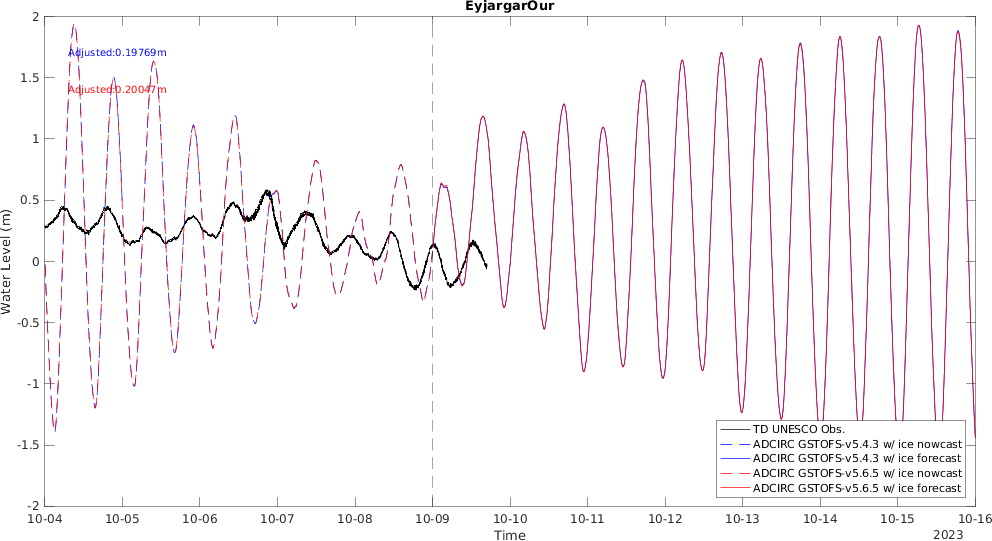 EyjargarOur
Adjusted:0.19769m
Adjusted:0.20047m
Water Level (m)
2
1.5
1
0.5
0
-0.5
-1
-1.5
-2
TD UNESCO Obs.
ADCIRC GSTOFS-v5.4.3 w/ ice nowcast
ADCIRC GSTOFS-v5.4.3 w/ ice forecast
ADCIRC GSTOFS-v5.6.5 w/ ice nowcast
ADCIRC GSTOFS-v5.6.5 w/ ice forecast
10-04 10-05 10-06 10-07 10-08 10-09 10-10 10-11 10-12 10-13 10-14 10-15 10-16
Time
2023